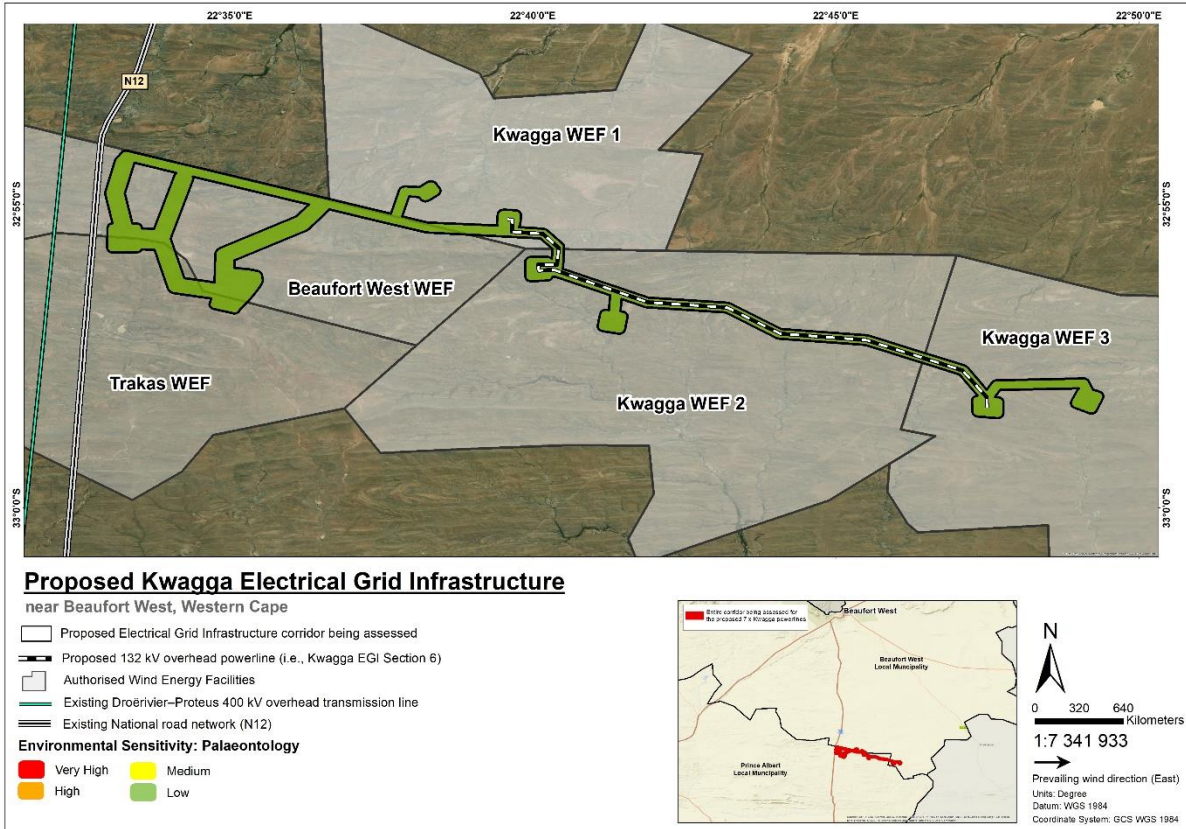 22°35'0"E 22°40'0"E 22°45'0"E 22°50'0"E
N12
Kwagga WEF 1
32°55'0"S 32°55'0"S
Beaufort West WEF
Kwagga WEF 3
Trakas WEF
Kwagga WEF 2
33°0'0"S 33°0'0"S
Proposed Kwagga Electrical Grid Infrastructure
near Beaufort West, Western Cape
Proposed Electrical Grid Infrastructure corridor being assessed
Proposed 132 kV overhead powerline (i.e., Kwagga EGI Section 6)
Authorised Wind Energy Facilities
Existing Droërivier–Proteus 400 kV overhead transmission line
Existing National road network (N12)
Environmental Sensitivity: Palaeontology
Very High Medium
High Low
Entire corridor being assessed for
the proposed 7 x Kwagga powerlines
Beaufort West
Beaufort West
Local Municipality
Prince Albert
Local Municipality
N
0 320 640
Kilometers
1:7 341 933
Prevailing wind direction (East)
Units: Degree
Datum: WGS 1984
Coordinate System: GCS WGS 1984